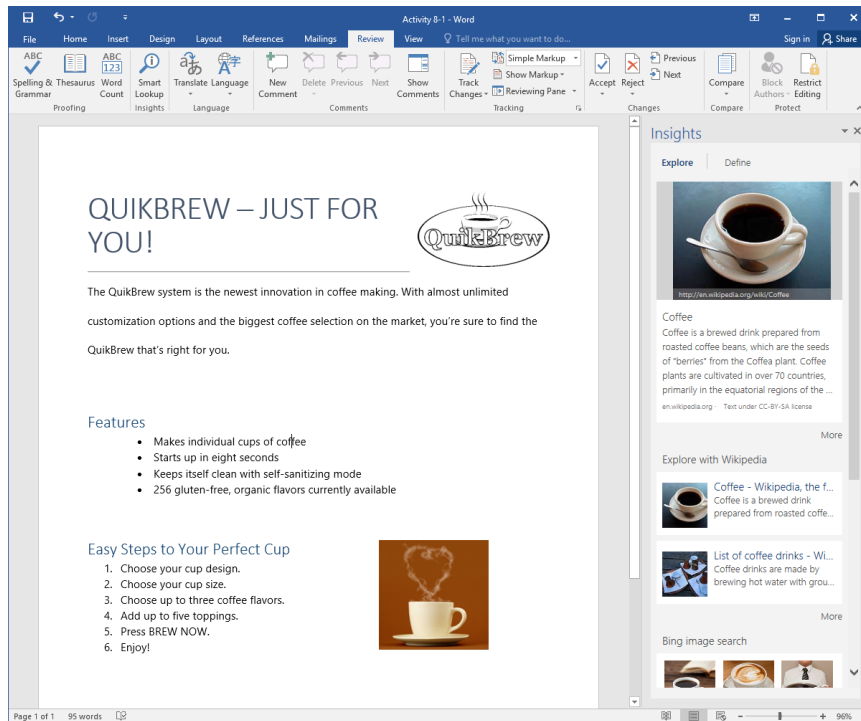 Activity 8-1 - Word
File Home Insert Design Layout References Mailings Review View Tell me what you want to do... Sign in Share
ABC Spelling & Grammar
Thesaurus
ABC 123 Word Count
Proofing
Smart Lookup
Insights
Translate
Language
Language
New Comment
Delete
Previous
Next
Show Comments
Comments
Track Changes
Simple Markup
Show Markup
Reviewing Pane
Tracking
Accept
Reject
Previous
Next
Changes
Compare
Compare
Block Authors
Restrict Editing
Protect
QUIKBREW – JUST FOR
YOU!
QuikBrew
The QuikBrew system is the newest innovation in coffee making. With almost unlimited
customization options and the biggest coffee selection on the market, you're sure to find the
QuikBrew that's right for you.
Features
• Makes individual cups of coffee
• Starts up in eight seconds
• Keeps itself clean with self-sanitizing mode
• 256 gluten-free, organic flavors currently available
Easy Steps to Your Perfect Cup
1. Choose your cup design.
2. Choose your cup size.
3. Choose up to three coffee flavors.
4. Add up to five toppings.
5. Press BREW NOW.
6. Enjoy!
Insights
Explore Define
http://en.wikipedia.org/wiki/Coffee
Coffee
Coffee is a brewed drink prepared from
roasted coffee beans, which are the seeds
of "berries" from the Coffea plant. Coffee
plants are cultivated in over 70 countries,
primarily in the equatorial regions of the ...
en.wikipedia.org · Text under CC-BY-SA license
More
Explore with Wikipedia
Coffee - Wikipedia, the f...
Coffee is a brewed drink
prepared from roasted coffe...
List of coffee drinks - Wi...
Coffee drinks are made by
brewing hot water with grou...
More
Bing image search
Page 1 of 1 95 words 96%